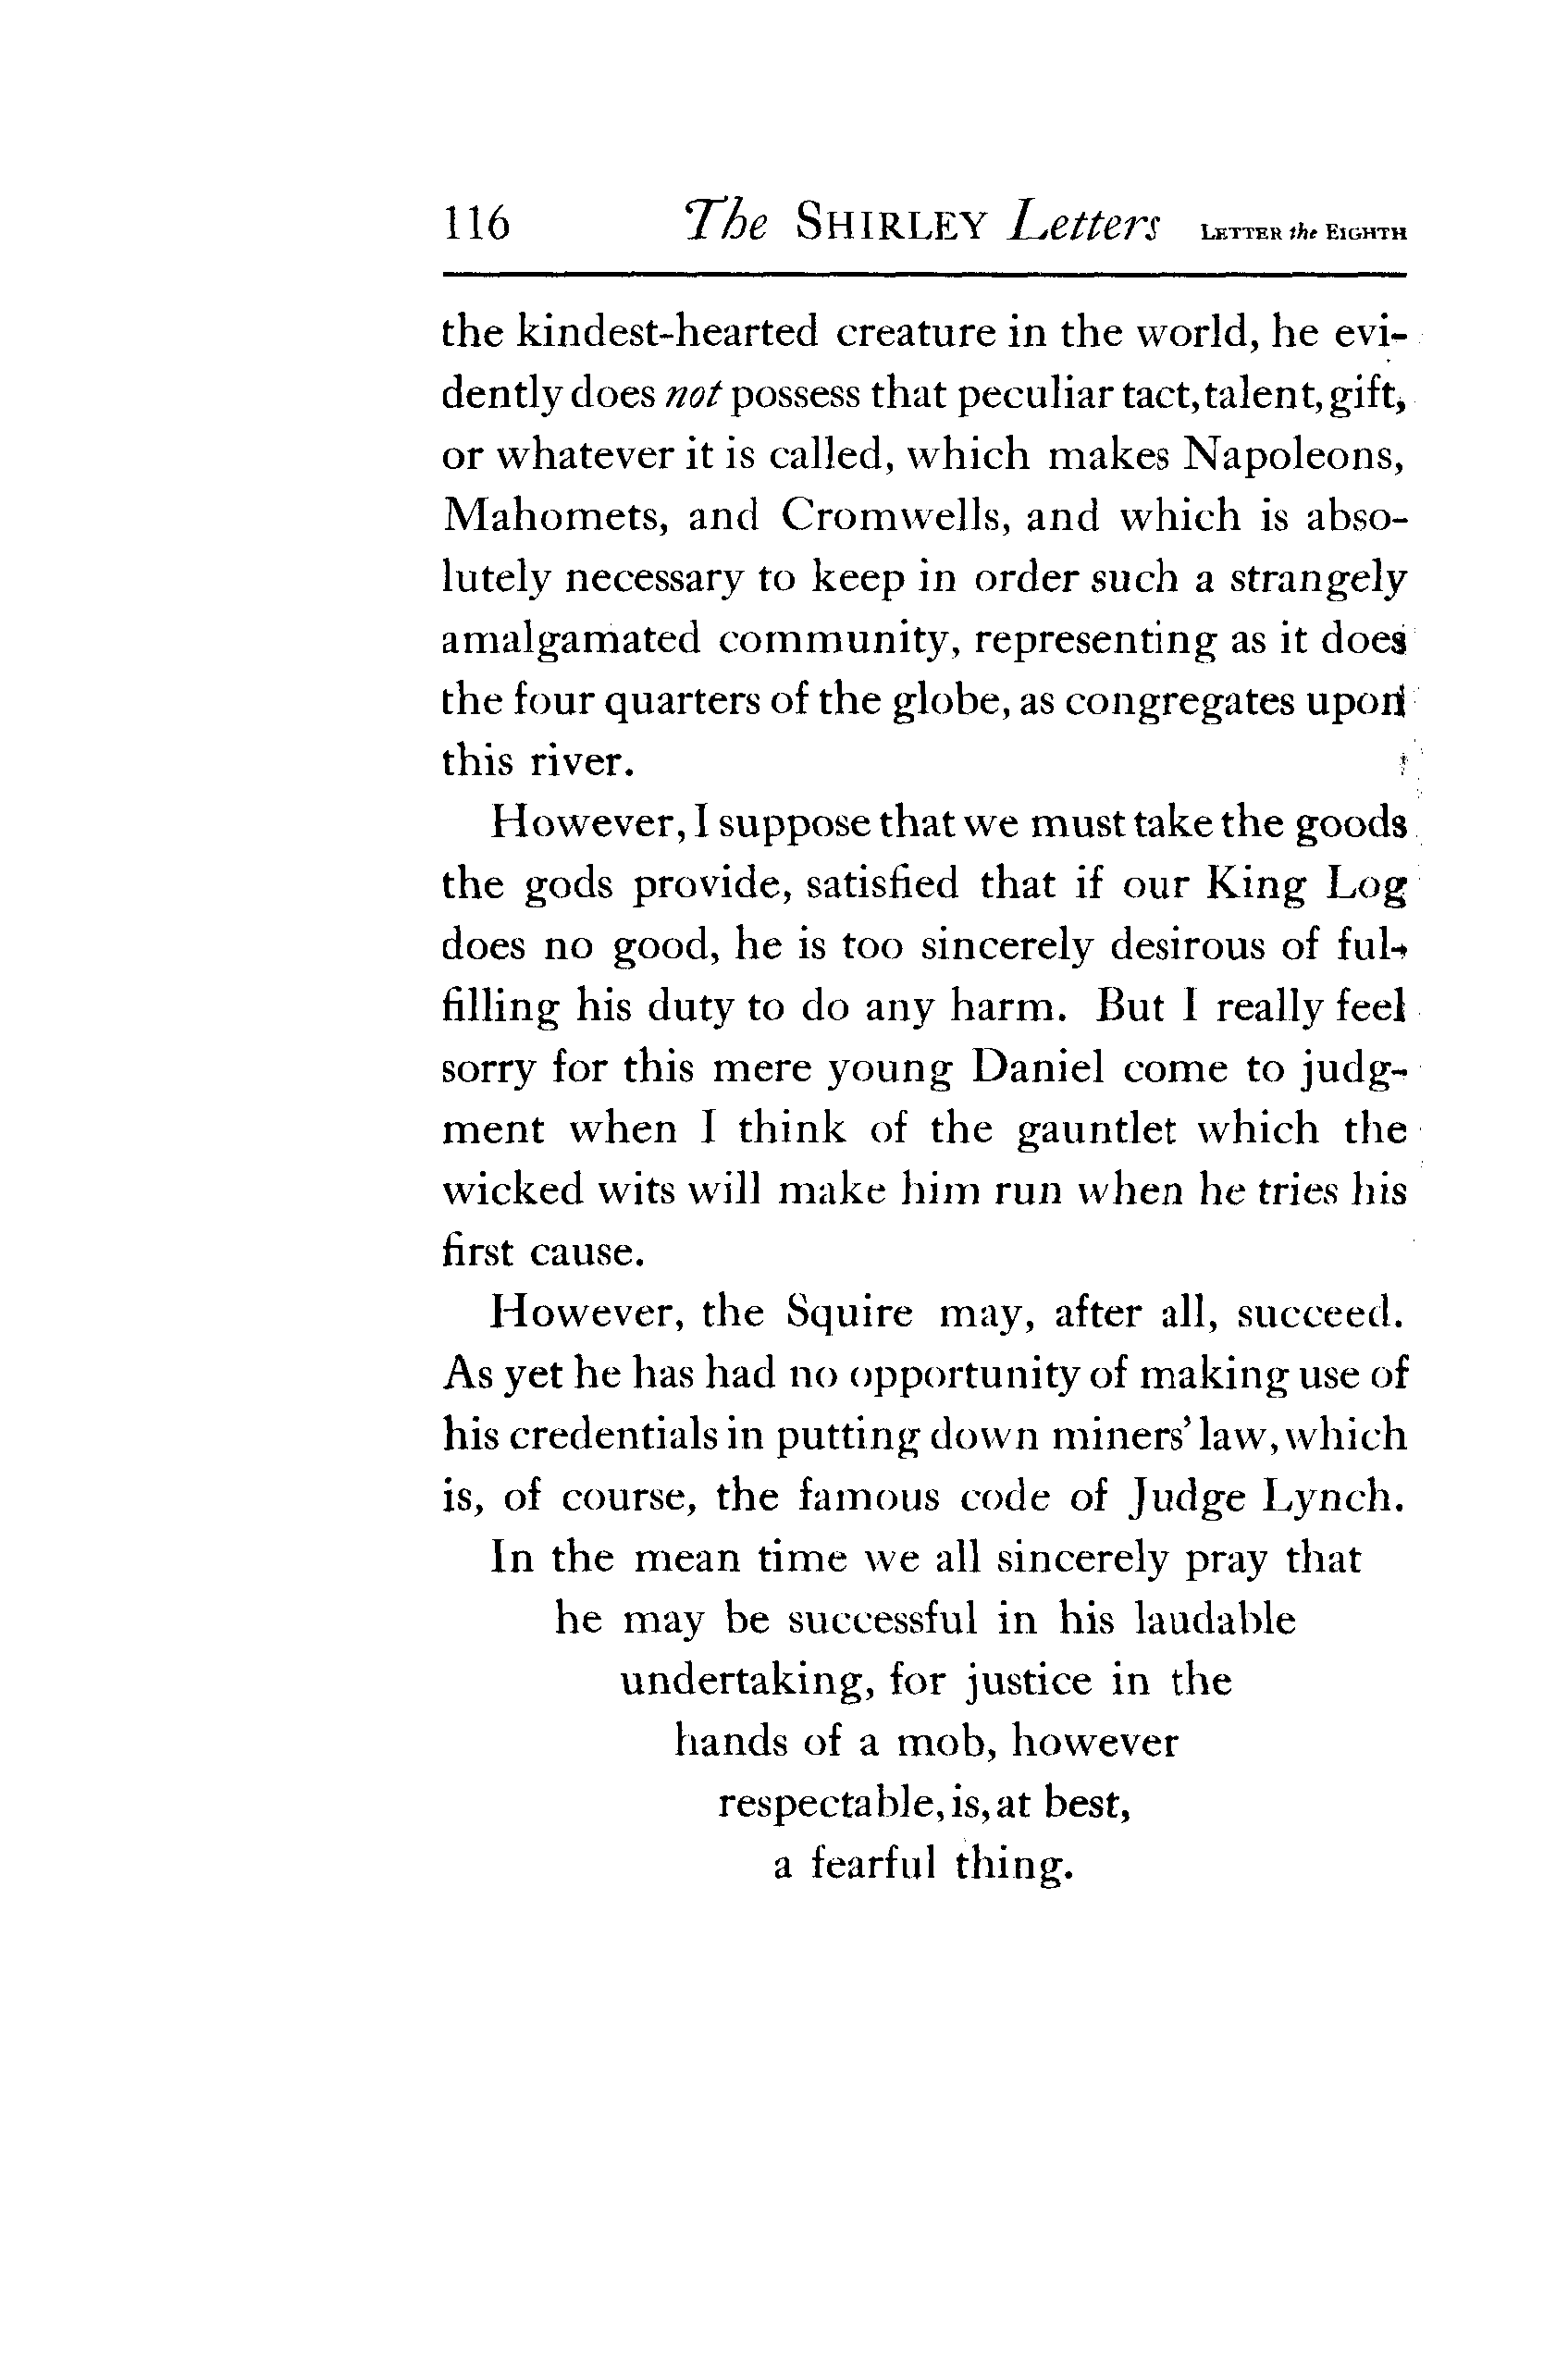 116 The SHIRLEY Letters LETTER the EIGHTH
the kindest-hearted creature in the world, he evi-
dently does not possess that peculiar tact, talent, gift,
or whatever it is called, which makes Napoleons,
Mahomets, and Cromwells, and which is abso-
lutely necessary to keep in order such a strangely
amalgamated community, representing as it does
the four quarters of the globe, as congregates upon
this river.
However, I suppose that we must take the goods
the gods provide, satisfied that if our King Log
does no good, he is too sincerely desirous of ful-
filling his duty to do any harm. But I really feel
sorry for this mere young Daniel come to judg-
ment when I think of the gauntlet which the
wicked wits will make him run when he tries his
first cause.
However, the Squire may, after all, succeed.
As yet he has had no opportunity of making use of
his credentials in putting down miners' law, which
is, of course, the famous code of Judge Lynch.
In the mean time we all sincerely pray that
he may be successful in his laudable
undertaking, for justice in the
hands of a mob, however
respectable, is, at best,
a fearful thing.